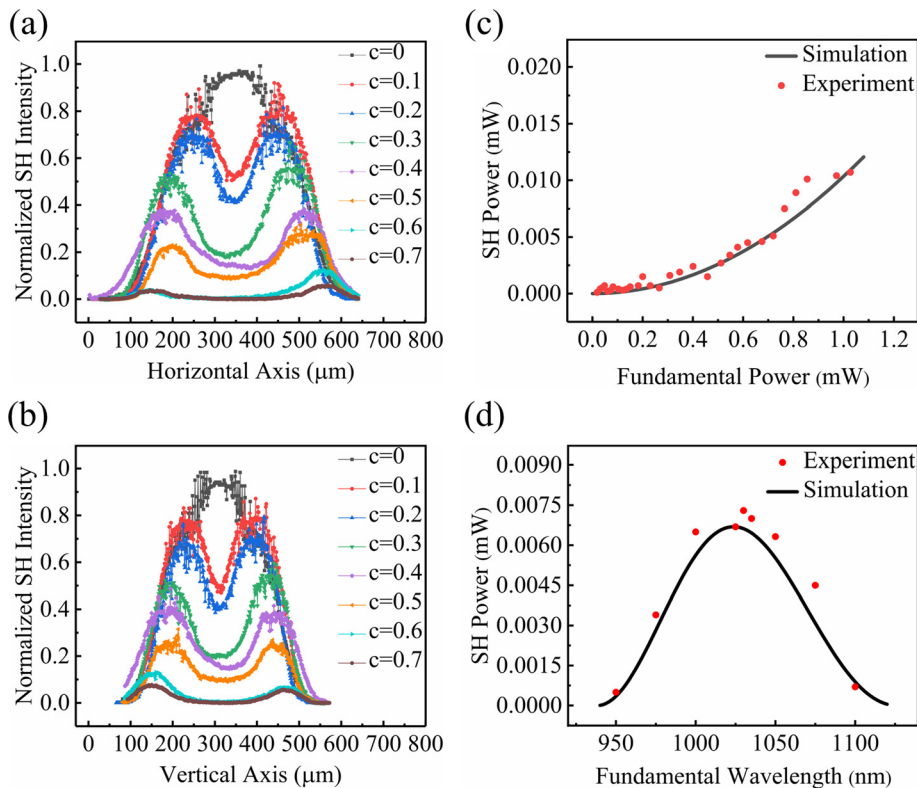 (a)
Normalized SH Intensity
1.0
0.8
0.6
0.4
0.2
0.0
0 100 200 300 400 500 600 700 800
Horizontal Axis (μm)
c=0
c=0.1
c=0.2
c=0.3
c=0.4
c=0.5
c=0.6
c=0.7
(c)
SH Power (mW)
0.020
0.015
0.010
0.005
0.000
0.0 0.2 0.4 0.6 0.8 1.0 1.2
Fundamental Power (mW)
Simulation
Experiment
(b)
Normalized SH Intensity
1.0
0.8
0.6
0.4
0.2
0.0
0 100 200 300 400 500 600 700 800
Vertical Axis (μm)
c=0
c=0.1
c=0.2
c=0.3
c=0.4
c=0.5
c=0.6
c=0.7
(d)
SH Power (mW)
0.0090
0.0075
0.0060
0.0045
0.0030
0.0015
0.0000
950 1000 1050 1100
Fundamental Wavelength (nm)
Experiment
Simulation